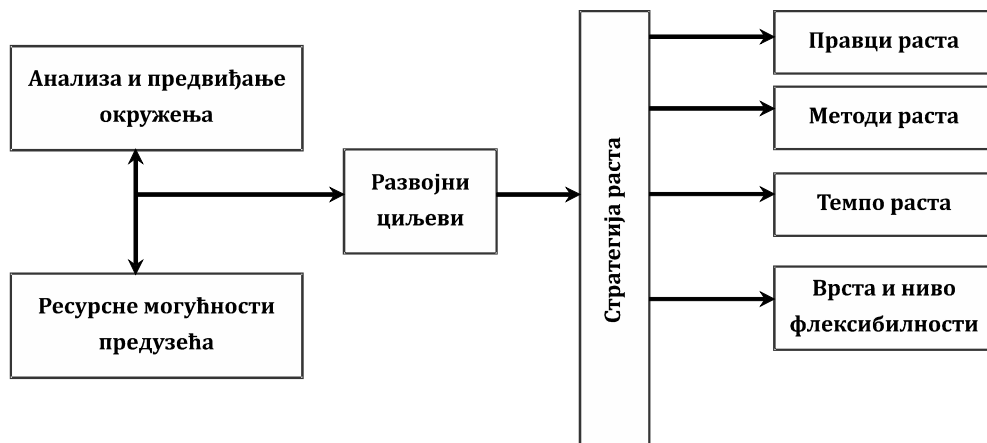 Анализа и предвиђање
окружења
Ресурсне могућности
предузећа
Развојни
циљеви
Стратегија раста
Правци раста
Методи раста
Темпо раста
Врста и ниво
флексибилности